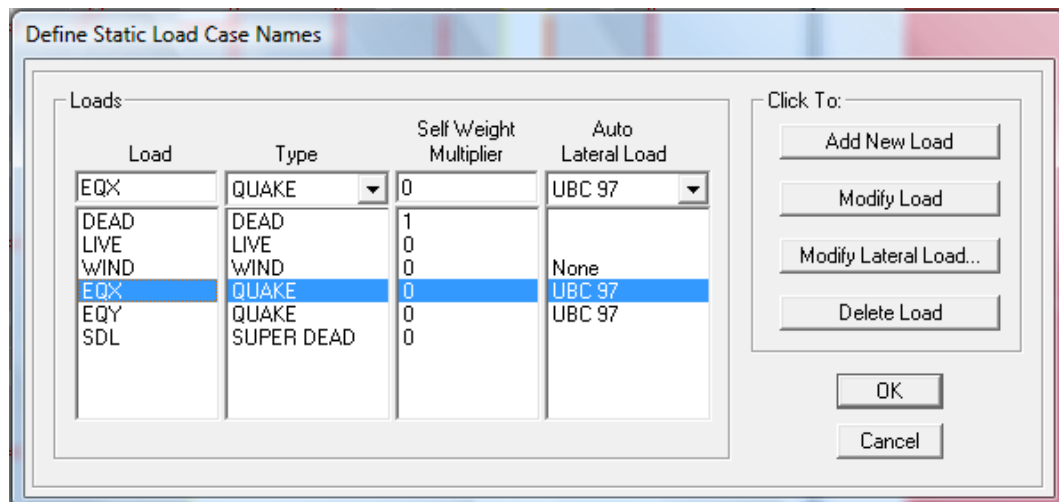 Define Static Load Case Names
Loads
Click To:
Self Weight Auto
Load Type Multiplier Lateral Load
EQX QUAKE 0 UBC 97
DEAD DEAD 1
LIVE LIVE 0
WIND WIND 0 None
EQX QUAKE 0 UBC 97
EQY QUAKE 0 UBC 97
SDL SUPER DEAD 0
Add New Load
Modify Load
Modify Lateral Load...
Delete Load
OK
Cancel